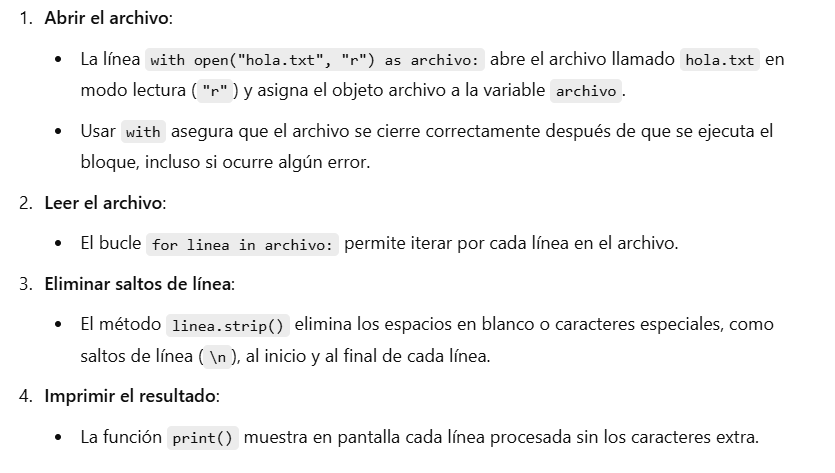 1. Abrir el archivo:
• La línea with open("hola.txt", "r") as archivo: abre el archivo llamado hola.txt en
modo lectura ("r") y asigna el objeto archivo a la variable archivo.
• Usar with asegura que el archivo se cierre correctamente después de que se ejecuta el
bloque, incluso si ocurre algún error.
2. Leer el archivo:
• El bucle for linea in archivo: permite iterar por cada línea en el archivo.
3. Eliminar saltos de línea:
• El método linea.strip() elimina los espacios en blanco o caracteres especiales, como
saltos de línea (\n), al inicio y al final de cada línea.
4. Imprimir el resultado:
• La función print() muestra en pantalla cada línea procesada sin los caracteres extra.